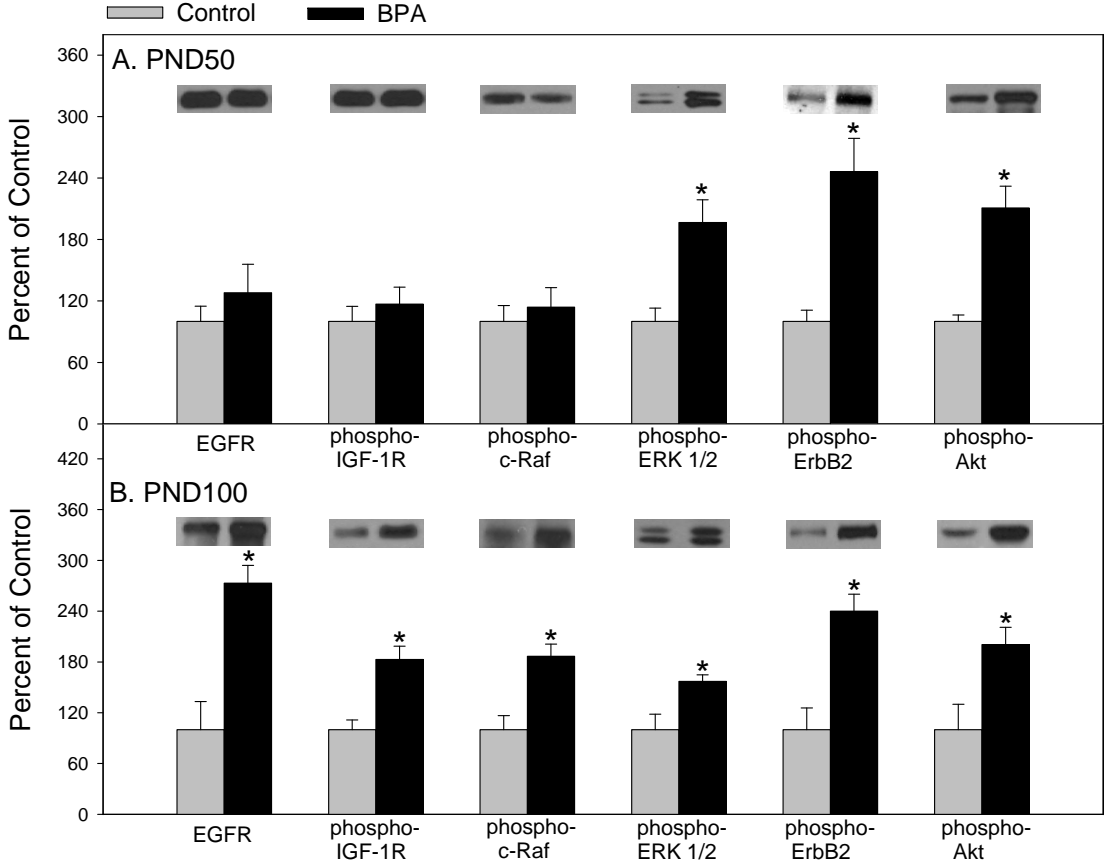 Control BPA
A. PND50
Percent of Control
360
300
240
180
120
60
0
* * *
EGFR phospho- phospho- phospho- phospho- phospho-
IGF-1R c-Raf ERK 1/2 ErbB2 Akt
B. PND100
Percent of Control
420
360
300
240
180
120
60
0
* * * * * *
EGFR phospho- phospho- phospho- phospho- phospho-
IGF-1R c-Raf ERK 1/2 ErbB2 Akt